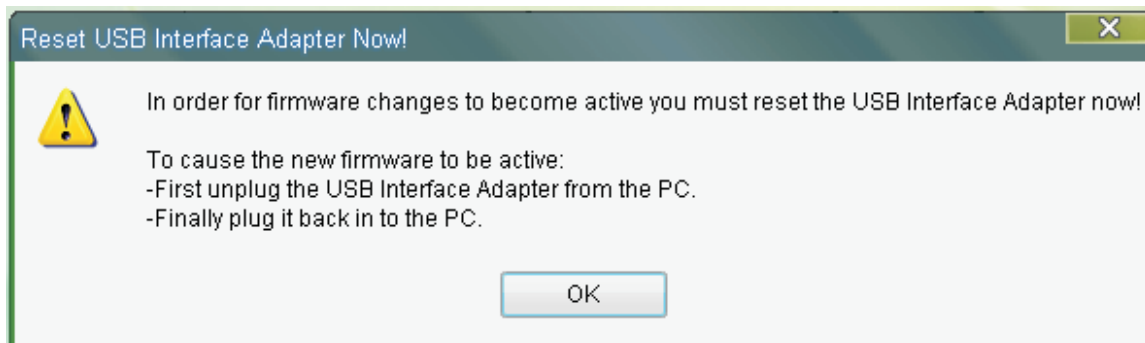 Reset USB Interface Adapter Now!
In order for firmware changes to become active you must reset the USB Interface Adapter now!
To cause the new firmware to be active:
-First unplug the USB Interface Adapter from the PC.
-Finally plug it back in to the PC.
OK